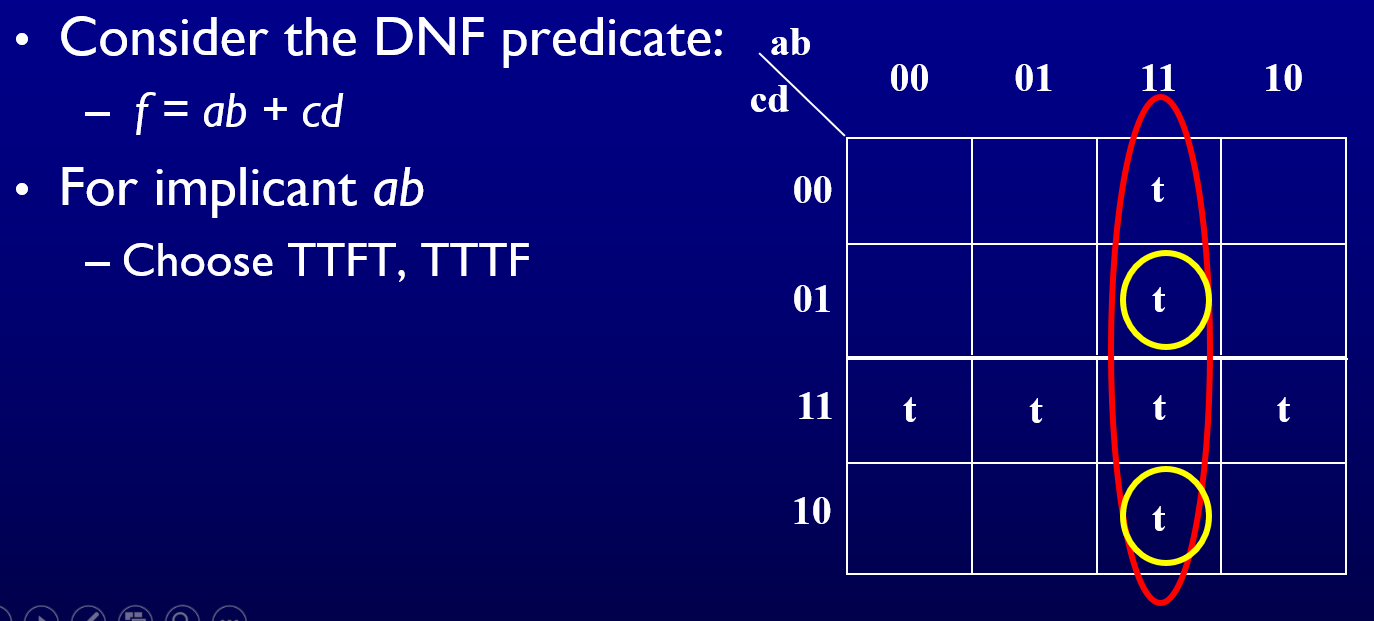 • Consider the DNF predicate:
– f = ab + cd
• For implicant ab
– Choose TTFT, TTTF
ab
cd
00 01 11 10
00 t
01 t
11 t t t t
10 t